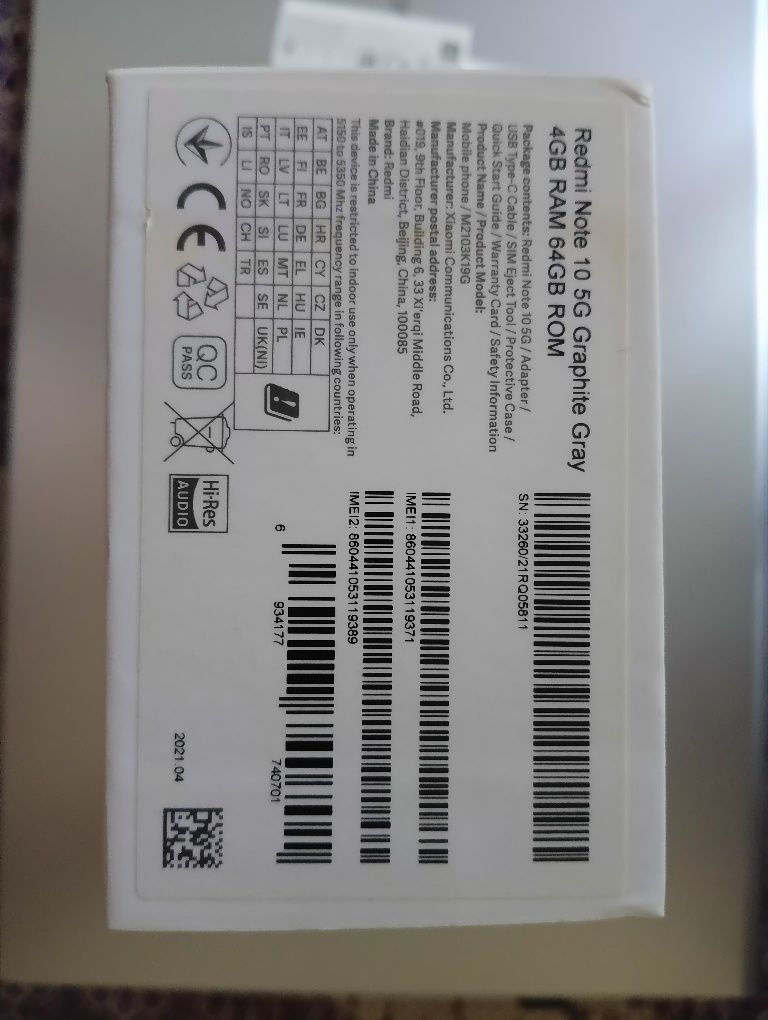 Redmi Note 10 5G Graphite Gray
4GB RAM 64GB ROM
Package contents: Redmi Note 10 5G / Adapter /
USB Type-C Cable / SIM Eject Tool / Protective Case /
Quick Start Guide / Warranty Card / Safety Information
Product Name / Product Model:
Mobile phone / M2103K19G
Manufacturer: Xiaomi Communications Co., Ltd.
Manufacturer postal address:
#019, 9th Floor, Building 6, 33 Xi'erqi Middle Road,
Haidian District, Beijing, China, 100085
Brand: Redmi
Made in China
This device is restricted to indoor use only when operating in
5150 to 5350 Mhz frequency range in following countries:
AT BE BG HR CY CZ DK
EE FI FR DE EL HU IE
IT LV LT LU MT NL PL
PT RO SK SI ES SE UK(NI)
IS LI NO CH TR
CE
QC
PASS
Hi-Res
AUDIO
SN: 33260/21RQ05811
IMEI1: 860441053119371
IMEI2: 860441053119389
6 934177 740701
2021.04